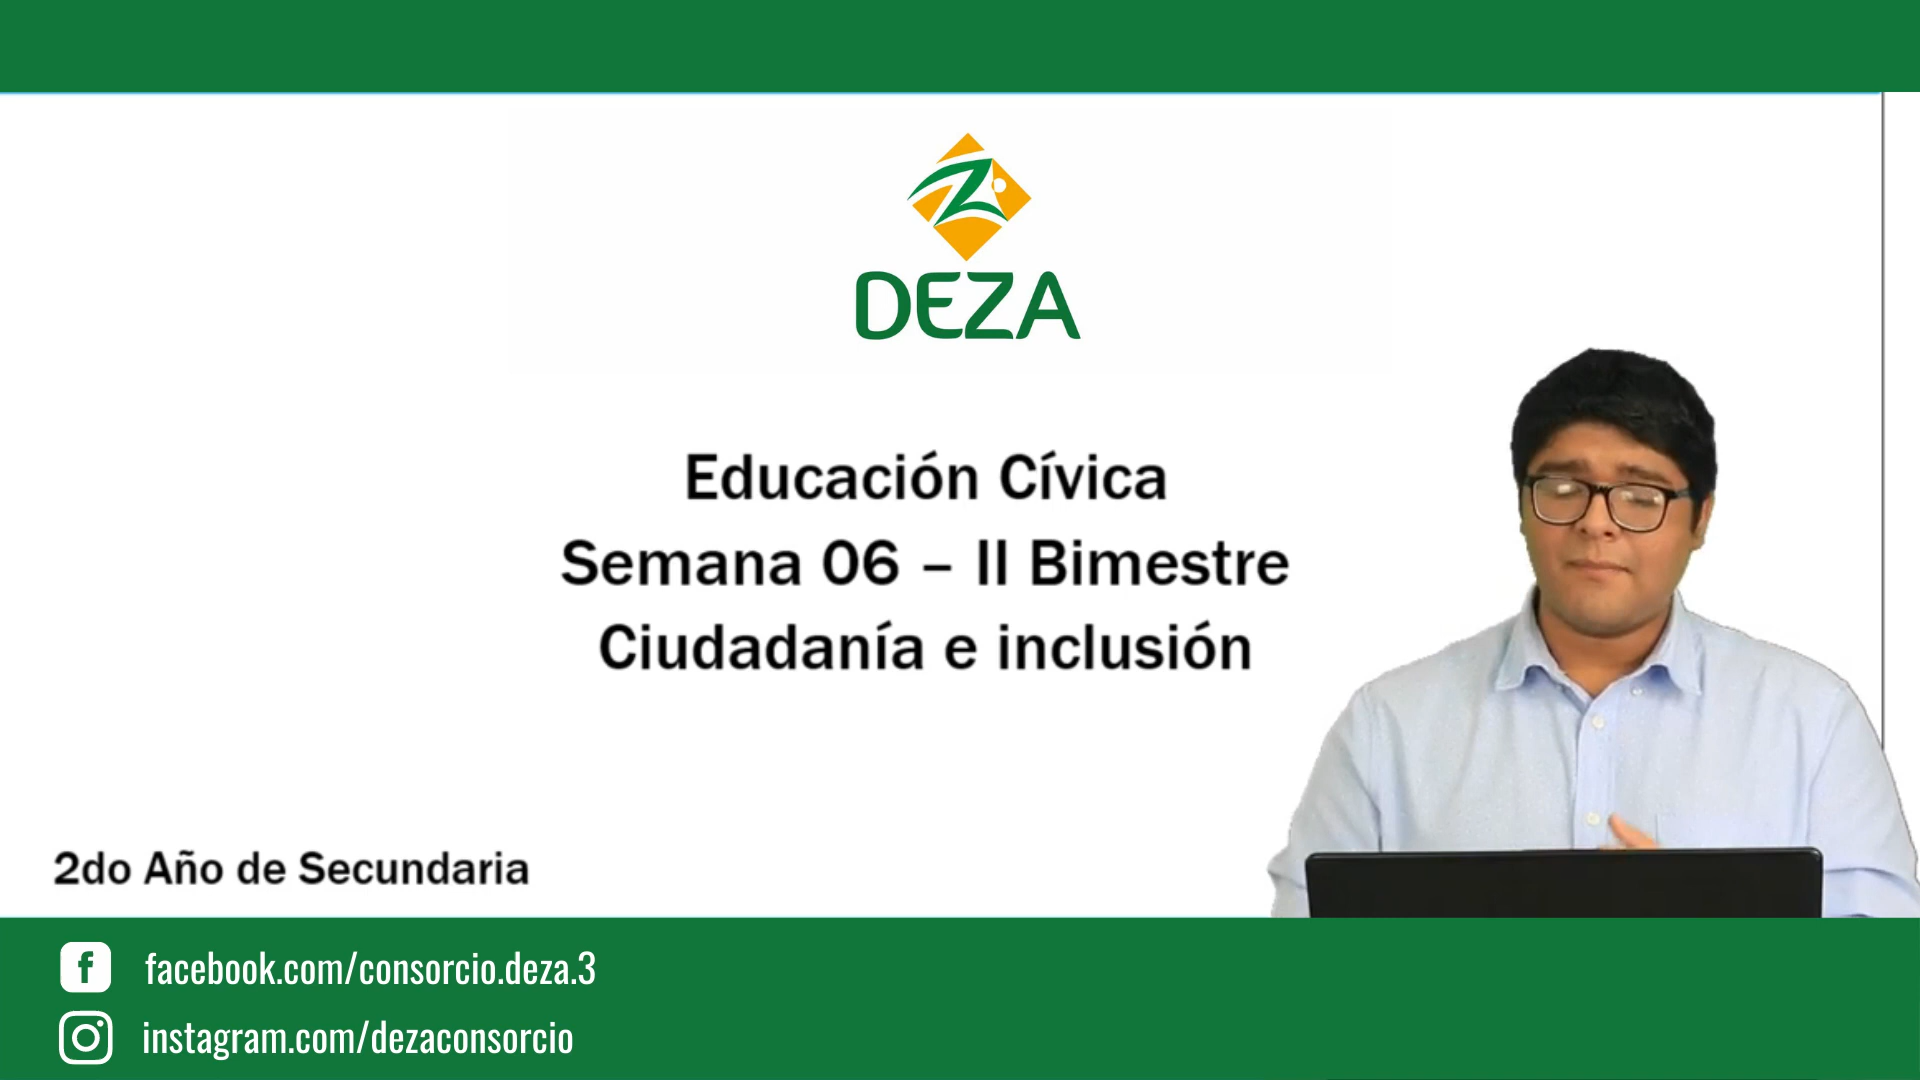 DEZA
Educación Cívica
Semana 06 – II Bimestre
Ciudadanía e inclusión
2do Año de Secundaria
facebook.com/consorcio.deza.3
instagram.com/dezaconsorcio